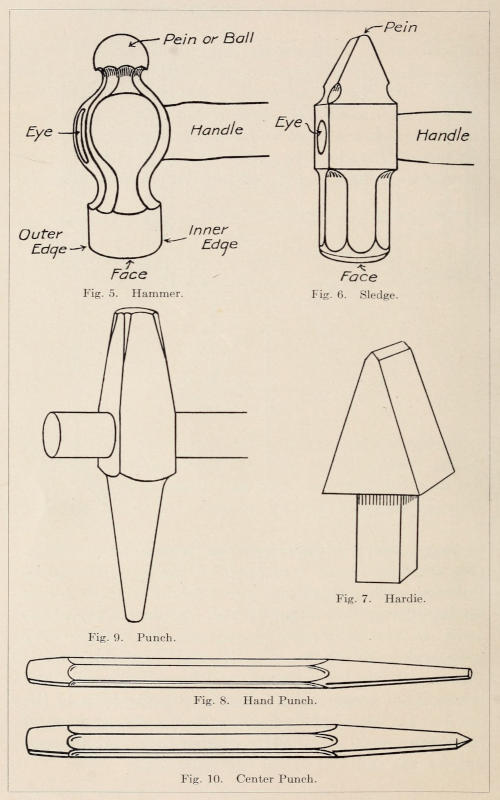 Pein or Ball
Eye
Handle
Outer
Edge
Inner
Edge
Face
Fig. 5. Hammer.
Pein
Eye
Handle
Face
Fig. 6. Sledge.
Fig. 7. Hardie.
Fig. 9. Punch.
Fig. 8. Hand Punch.
Fig. 10. Center Punch.